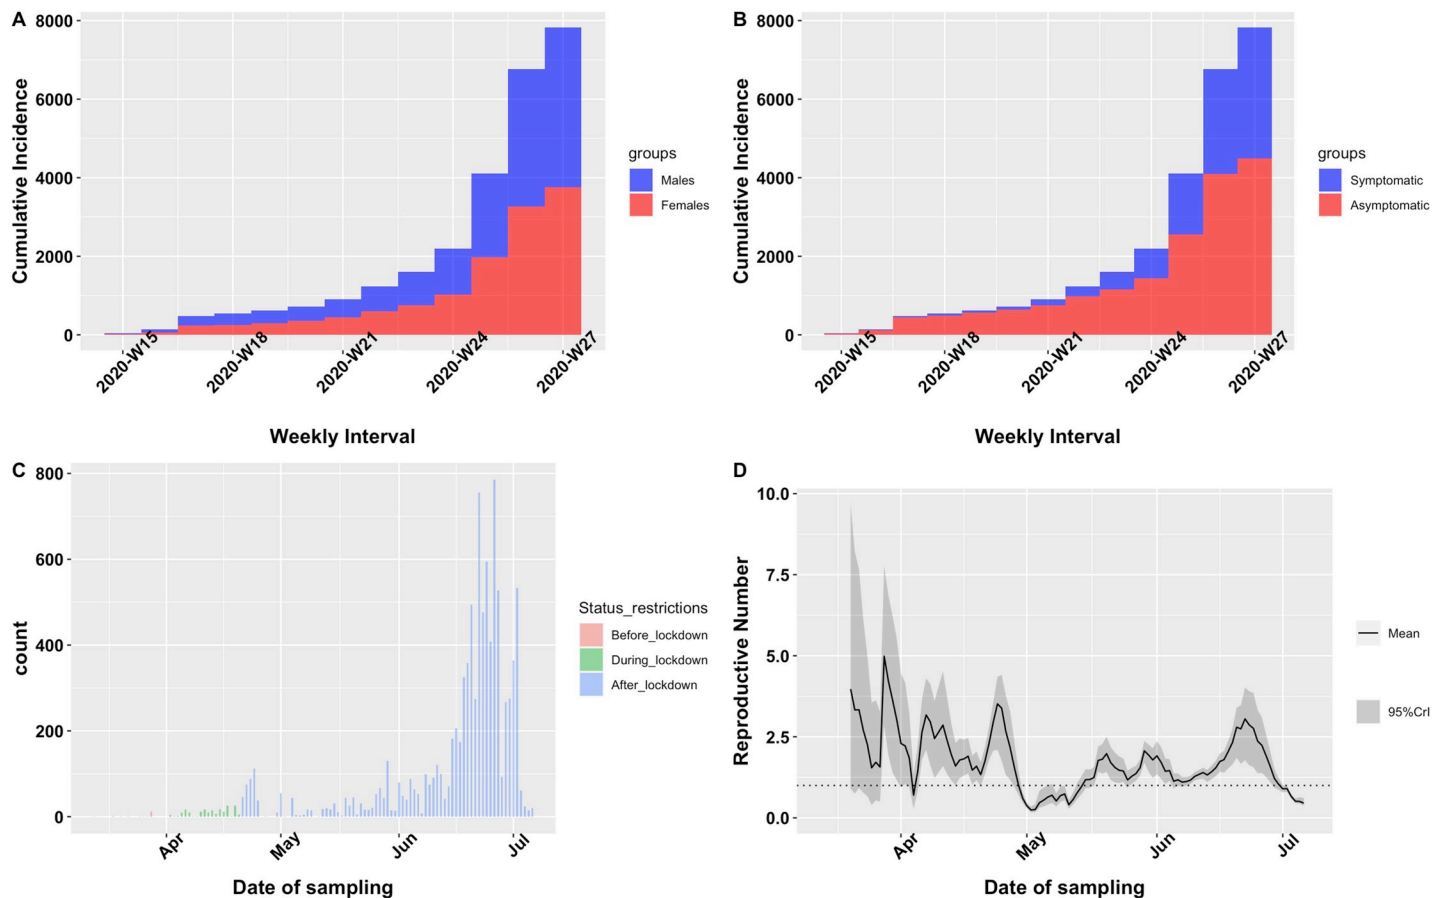 A
8000
6000
4000
2000
0
Cumulative Incidence
2020-W15
2020-W18
2020-W21
2020-W24
2020-W27
Weekly Interval
groups
Males
Females
B
8000
6000
4000
2000
0
Cumulative Incidence
2020-W15
2020-W18
2020-W21
2020-W24
2020-W27
Weekly Interval
groups
Symptomatic
Asymptomatic
C
800
600
400
200
0
count
Apr
May
Jun
Jul
Date of sampling
Status_restrictions
Before_lockdown
During_lockdown
After_lockdown
D
10.0
7.5
5.0
2.5
0.0
Reproductive Number
Apr
May
Jun
Jul
Date of sampling
Mean
95%CrI